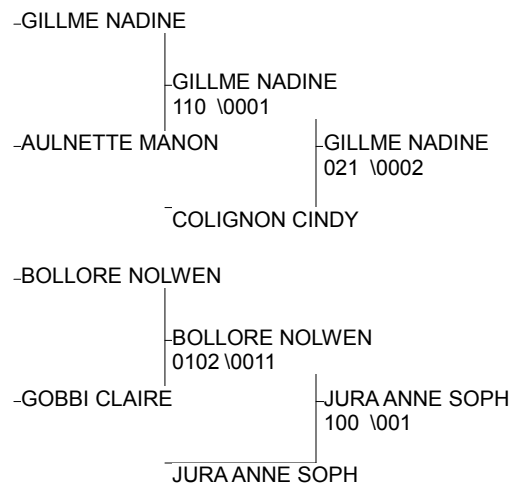 GILLME NADINE
GILLME NADINE
110 \0001
AULNETTE MANON
GILLME NADINE
021 \0002
COLIGNON CINDY
BOLLORE NOLWEN
BOLLORE NOLWEN
0102 \0011
GOBBI CLAIRE
JURA ANNE SOPH
100 \001
JURA ANNE SOPH